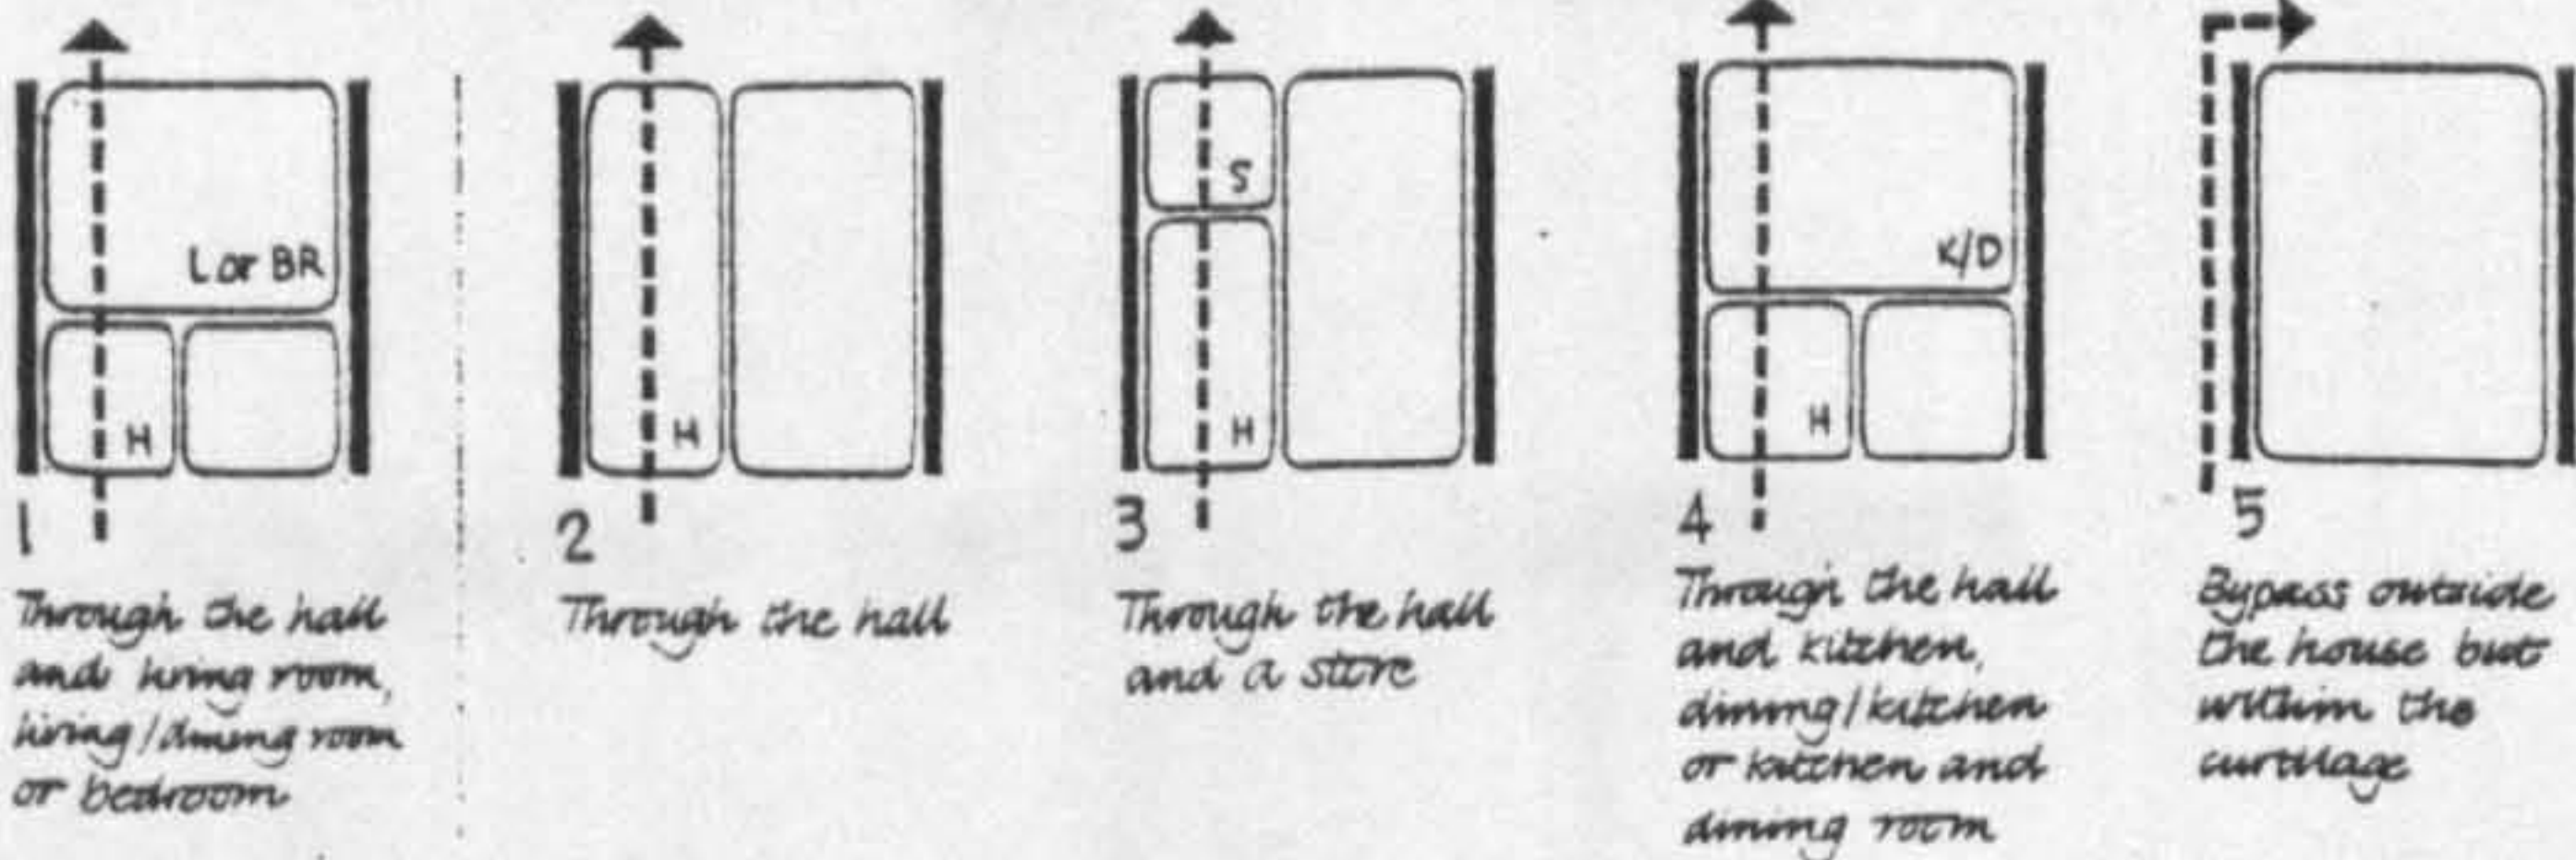 L or BR
H
1
Through the hall
and living room,
living/dining room
or bedroom
H
2
Through the hall
S
H
3
Through the hall
and a store
K/D
H
4
Through the hall
and kitchen,
dining/kitchen
or kitchen and
dining room
5
Bypass outside
the house but
within the
curtilage